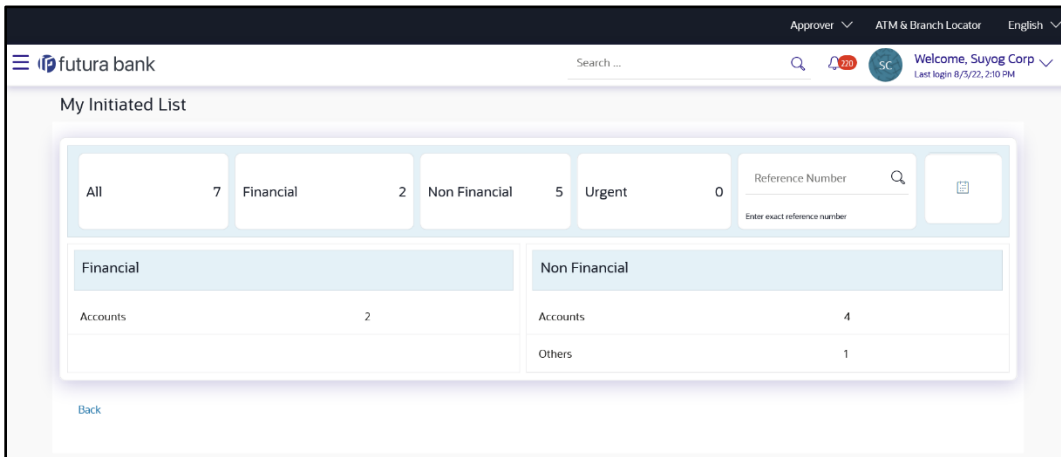 Approver ATM & Branch Locator English
futura bank Search ... 220 SC Welcome, Suyog Corp
Last login 8/3/22, 2:10 PM
My Initiated List
All 7 Financial 2 Non Financial 5 Urgent 0 Reference Number
Enter exact reference number
Financial Non Financial
Accounts 2 Accounts 4
Others 1
Back